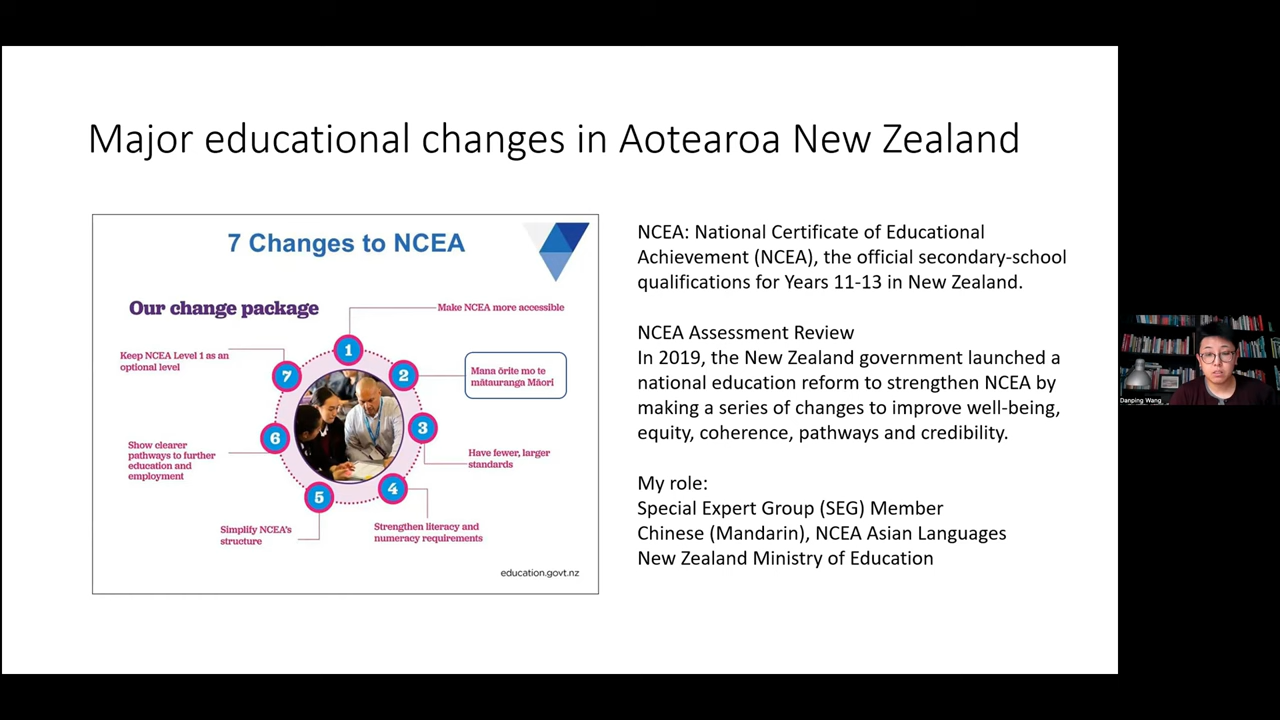 Major educational changes in Aotearoa New Zealand
7 Changes to NCEA
Our change package
1
Make NCEA more accessible
2
Mana ōrite mo te
mātauranga Māori
3
Have fewer, larger
standards
4
Strengthen literacy and
numeracy requirements
5
Simplify NCEA's
structure
6
Show clearer
pathways to further
education and
employment
7
Keep NCEA Level 1 as an
optional level
education.govt.nz
NCEA: National Certificate of Educational
Achievement (NCEA), the official secondary-school
qualifications for Years 11-13 in New Zealand.
NCEA Assessment Review
In 2019, the New Zealand government launched a
national education reform to strengthen NCEA by
making a series of changes to improve well-being,
equity, coherence, pathways and credibility.
My role:
Special Expert Group (SEG) Member
Chinese (Mandarin), NCEA Asian Languages
New Zealand Ministry of Education
Danping Wang